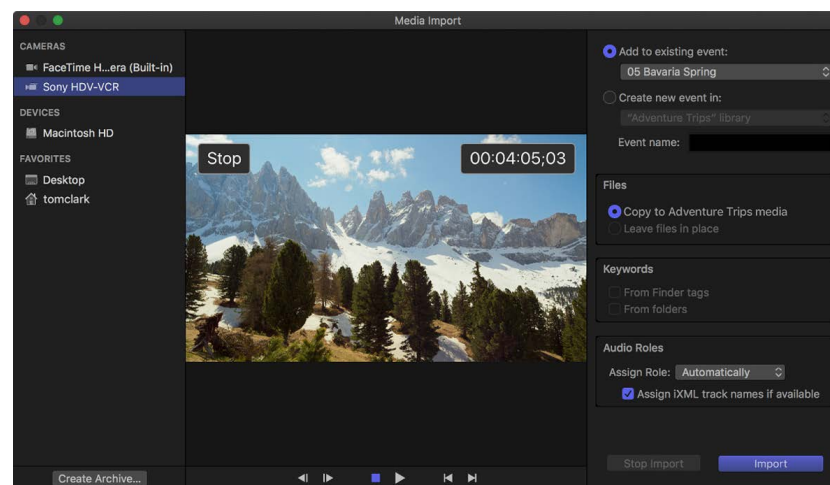 Media Import
CAMERAS
FaceTime H...era (Built-in)
Sony HDV-VCR
DEVICES
Macintosh HD
FAVORITES
Desktop
tomclark
Create Archive...
Stop
00:04:05;03
Add to existing event:
05 Bavaria Spring
Create new event in:
"Adventure Trips" library
Event name:
Files
Copy to Adventure Trips media
Leave files in place
Keywords
From Finder tags
From folders
Audio Roles
Assign Role: Automatically
Assign iXML track names if available
Stop Import
Import